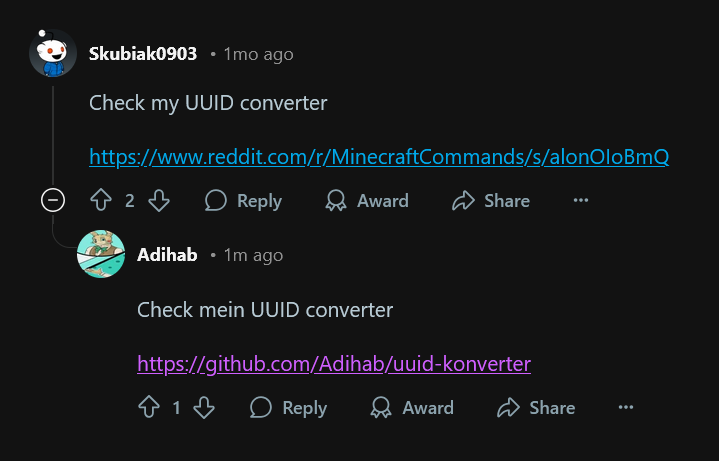 Skubiak0903 • 1mo ago
Check my UUID converter
https://www.reddit.com/r/MinecraftCommands/s/alonOIoBmQ
2 Reply Award Share ...
Adihab • 1m ago
Check mein UUID converter
https://github.com/Adihab/uuid-konverter
1 Reply Award Share ...